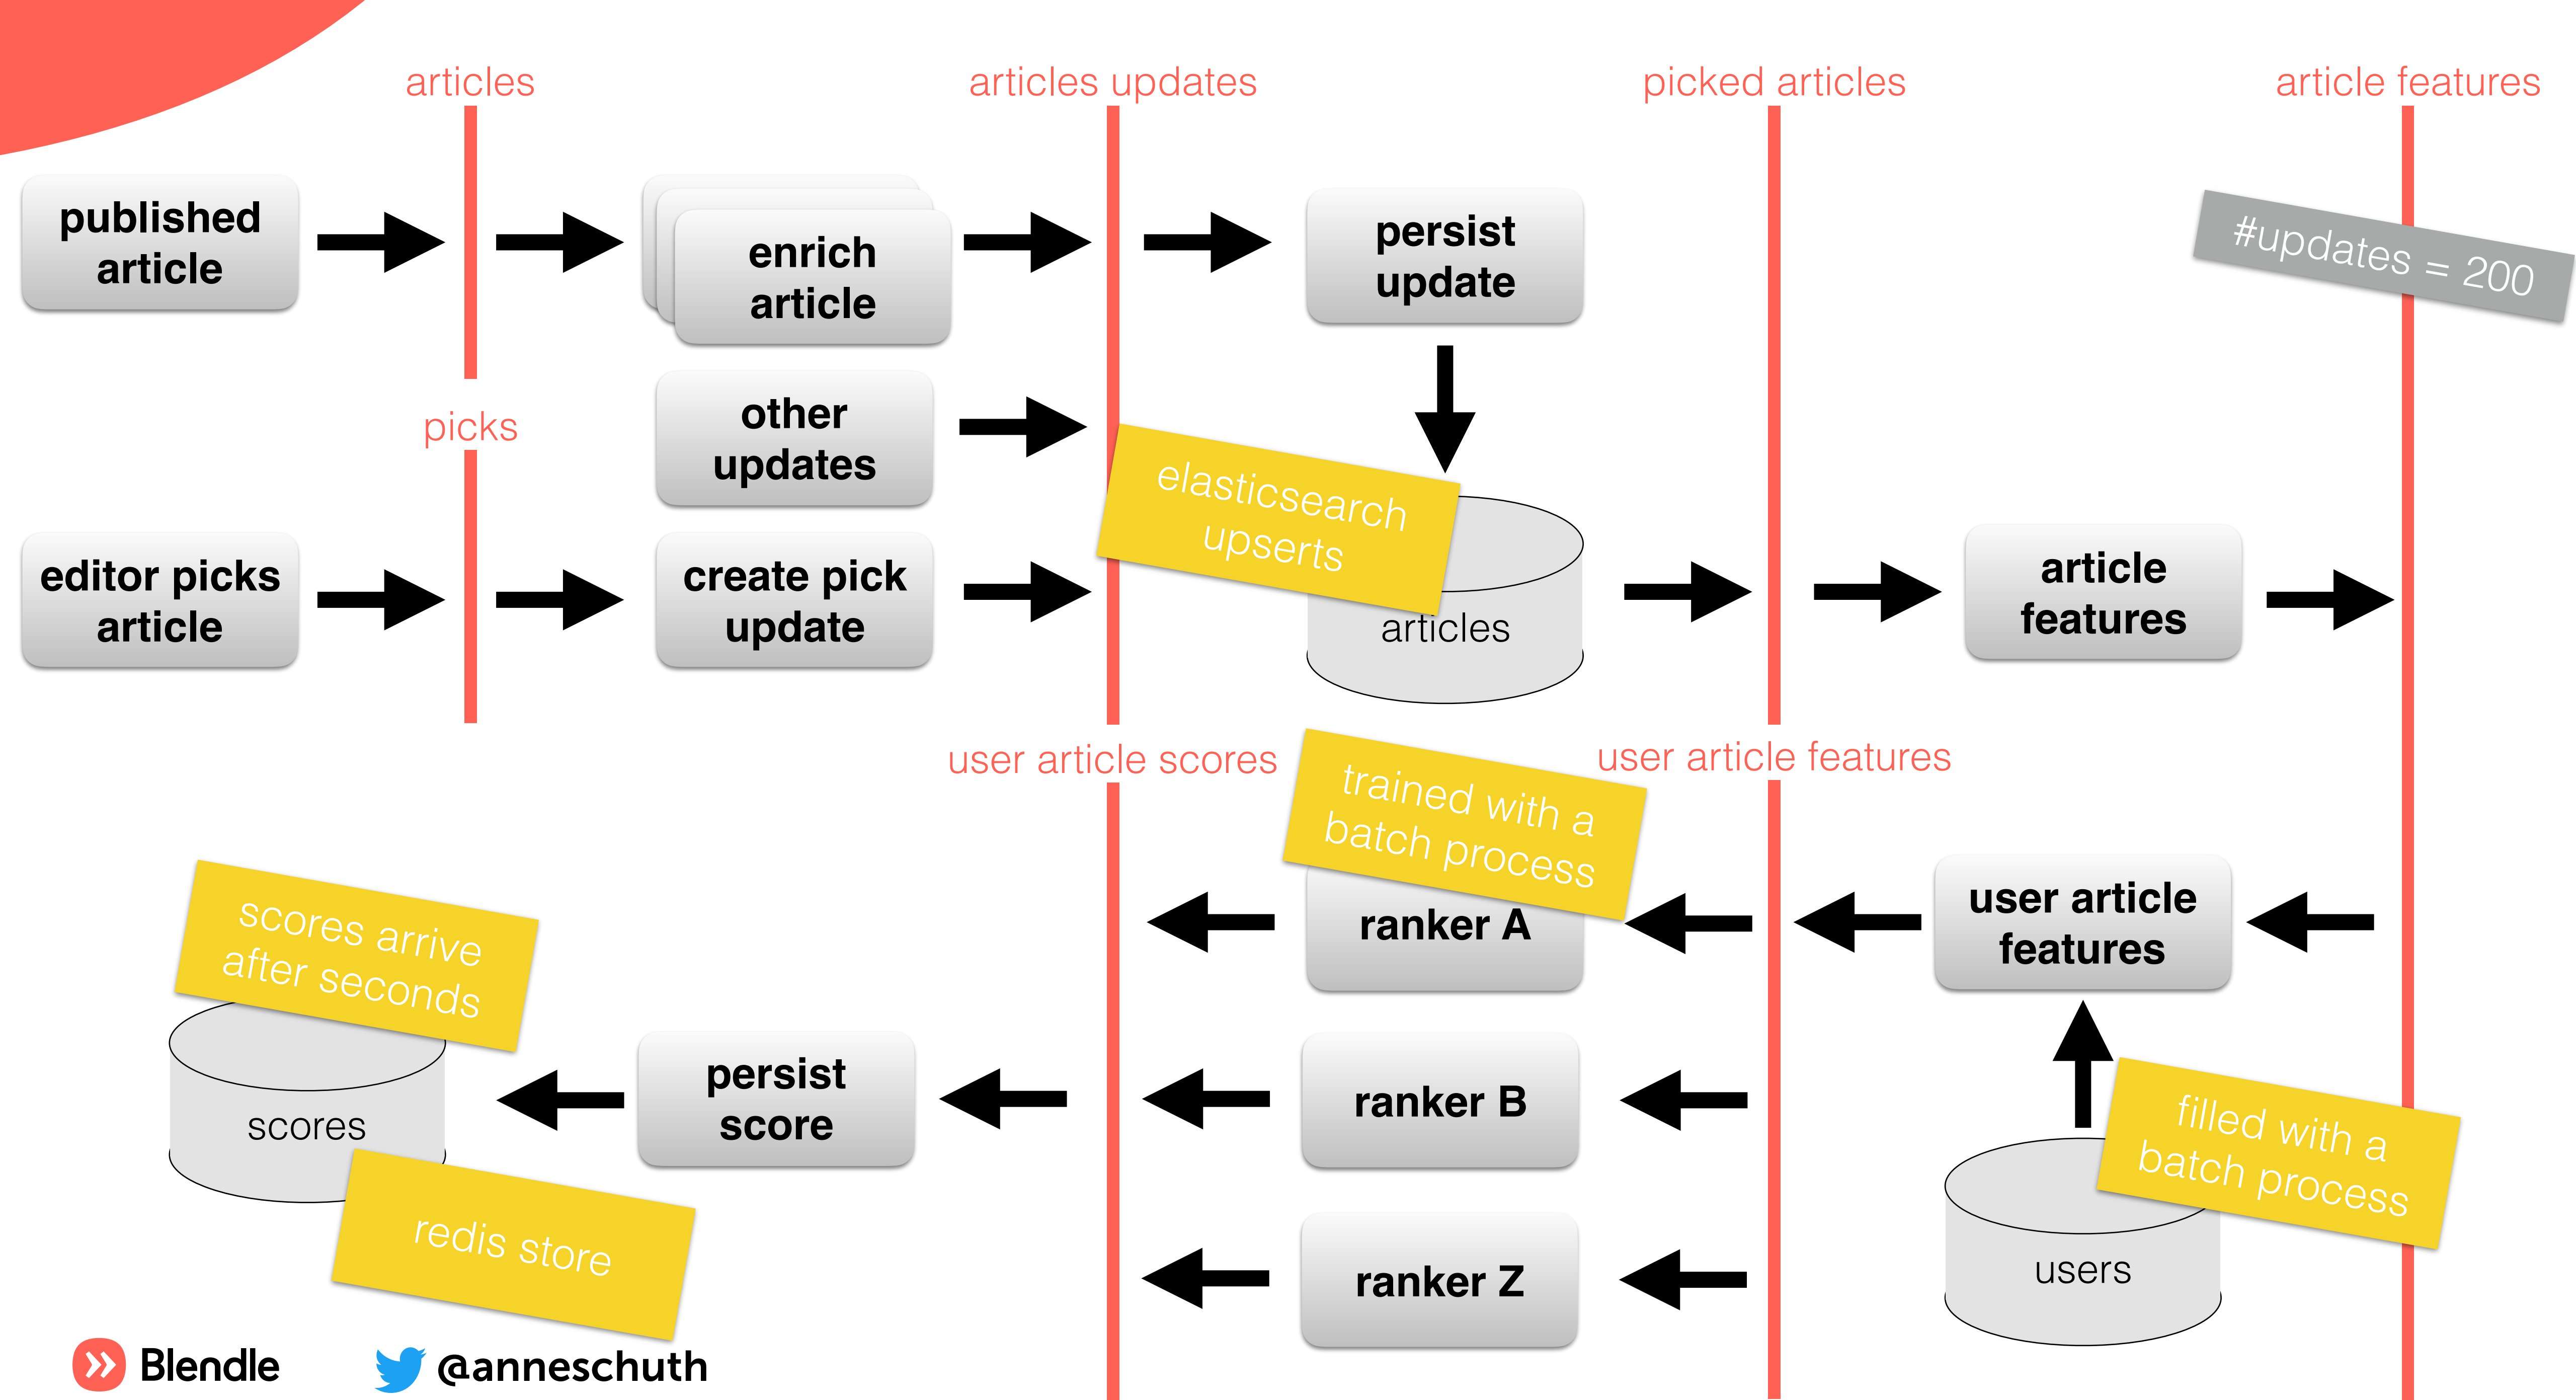 articles
articles updates
picked articles
article features
published
article
enrich
article
persist
update
#updates = 200
picks
other
updates
elasticsearch
upserts
editor picks
article
create pick
update
articles
article
features
user article scores
user article features
trained with a
batch process
scores arrive
after seconds
ranker A
user article
features
scores
persist
score
ranker B
filled with a
batch process
redis store
ranker Z
users
Blendle
@anneschuth